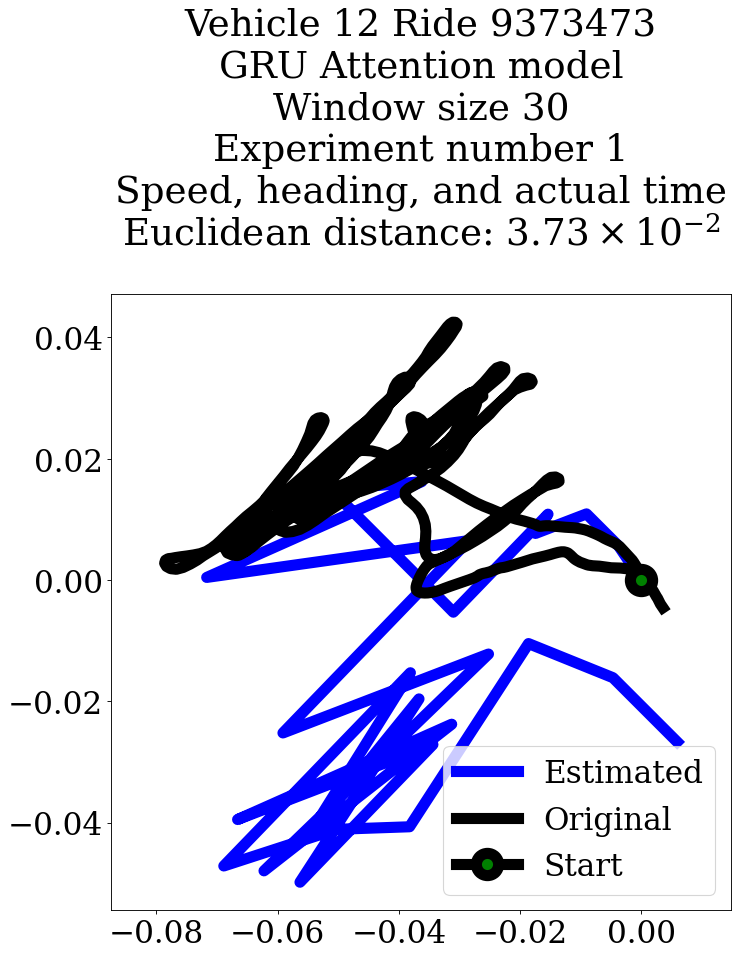 Vehicle 12 Ride 9373473
GRU Attention model
Window size 30
Experiment number 1
Speed, heading, and actual time
Euclidean distance: 3.73 × 10⁻²
0.04
0.02
0.00
−0.02
−0.04
Estimated
Original
Start
−0.08 −0.06 −0.04 −0.02 0.00